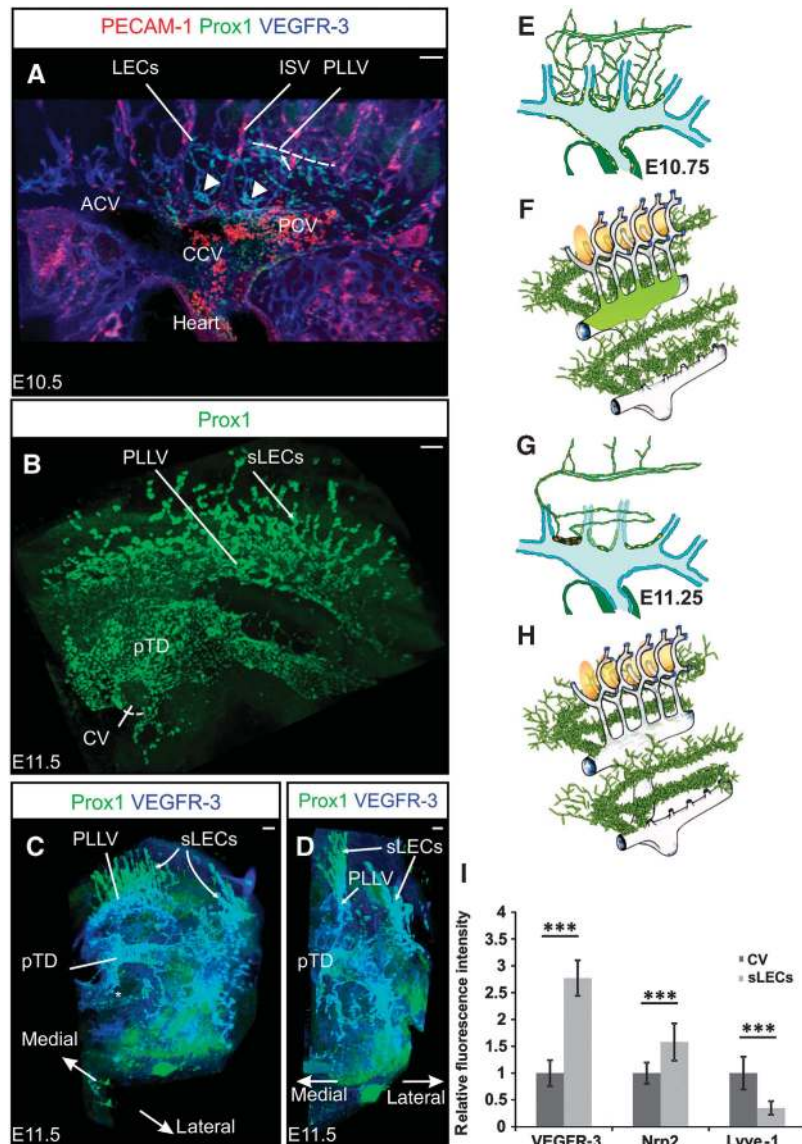 PECAM-1 Prox1 VEGFR-3
A
LECs
ISV
PLLV
ACV
CCV
PCV
Heart
E10.5
Prox1
B
PLLV
sLECs
pTD
CV
E11.5
Prox1 VEGFR-3
C
PLLV
sLECs
pTD
*
Medial
Lateral
E11.5
Prox1 VEGFR-3
D
sLECs
PLLV
pTD
Medial
Lateral
E11.5
E
E10.75
F
G
E11.25
H
I
Relative fluorescence intensity
4
3.5
3
2.5
2
1.5
1
0.5
0
***
***
***
CV
sLECs
VEGFR-3
Nrp2
Lyve-1